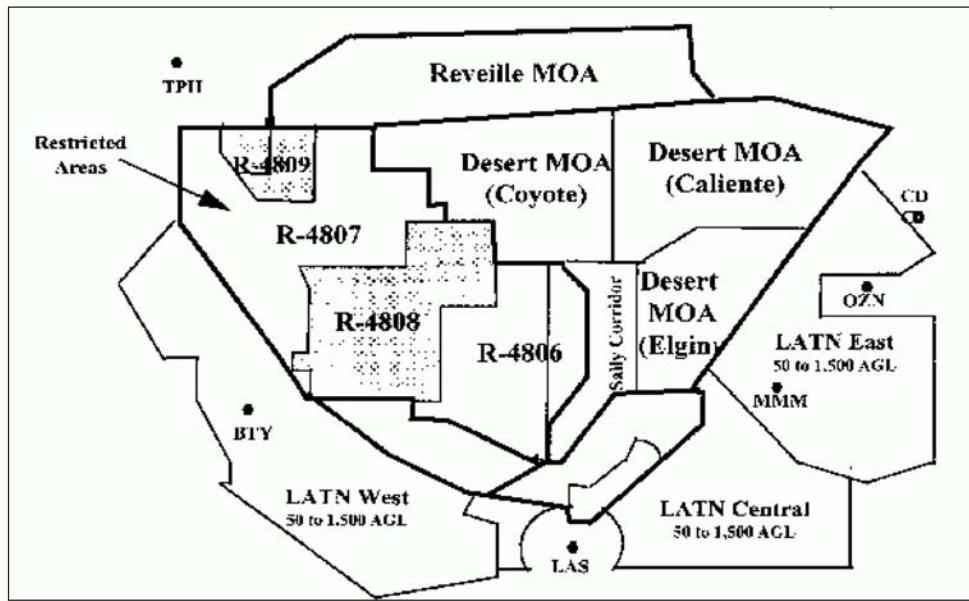 Reveille MOA
TPH
Restricted
Areas
R-4809
Desert MOA
(Coyote)
Desert MOA
(Caliente)
R-4807
OZN
R-4808
R-4806
Sally Corridor
Desert
MOA
(Elgin)
LATN East
50 to 1.500 AGL
MMM
BTY
LATN West
50 to 1.500 AGL
LATN Central
50 to 1,500 AGL
LAS